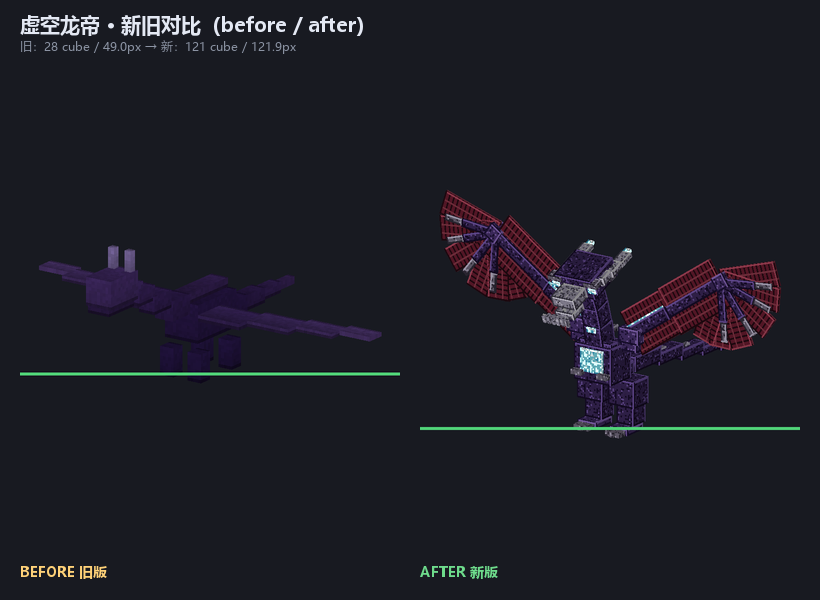 虚空龙帝 • 新旧对比 (before / after)
旧: 28 cube / 49.0px → 新: 121 cube / 121.9px
BEFORE 旧版
AFTER 新版